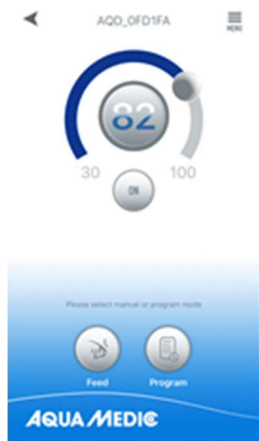 AQD_0FD1FA
MENU
82
30
100
ON
Please select manual or program mode
Feed
Program
AQUA MEDIC